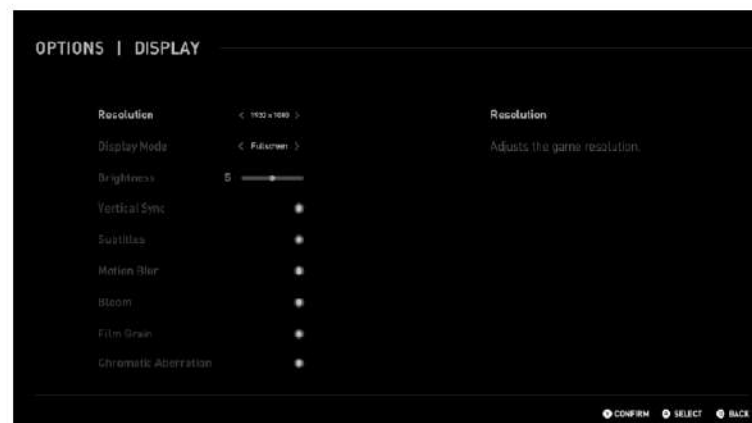 OPTIONS | DISPLAY
Resolution
< 1920 x 1080 >
Display Mode
< Fullscreen >
Brightness
5
Vertical Sync
Subtitles
Motion Blur
Bloom
Film Grain
Chromatic Aberration
Resolution
Adjusts the game resolution.
CONFIRM SELECT BACK